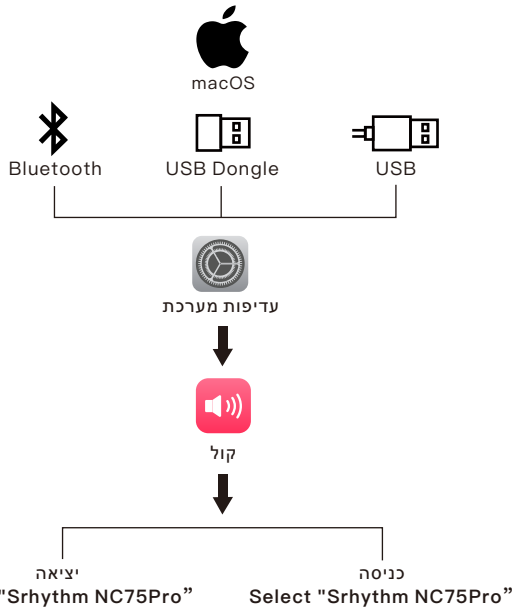 macOS
Bluetooth
USB Dongle
USB
עדיפות מערכת
קול
יציאה
"Srhythm NC75Pro”
כניסה
Select "Srhythm NC75Pro”